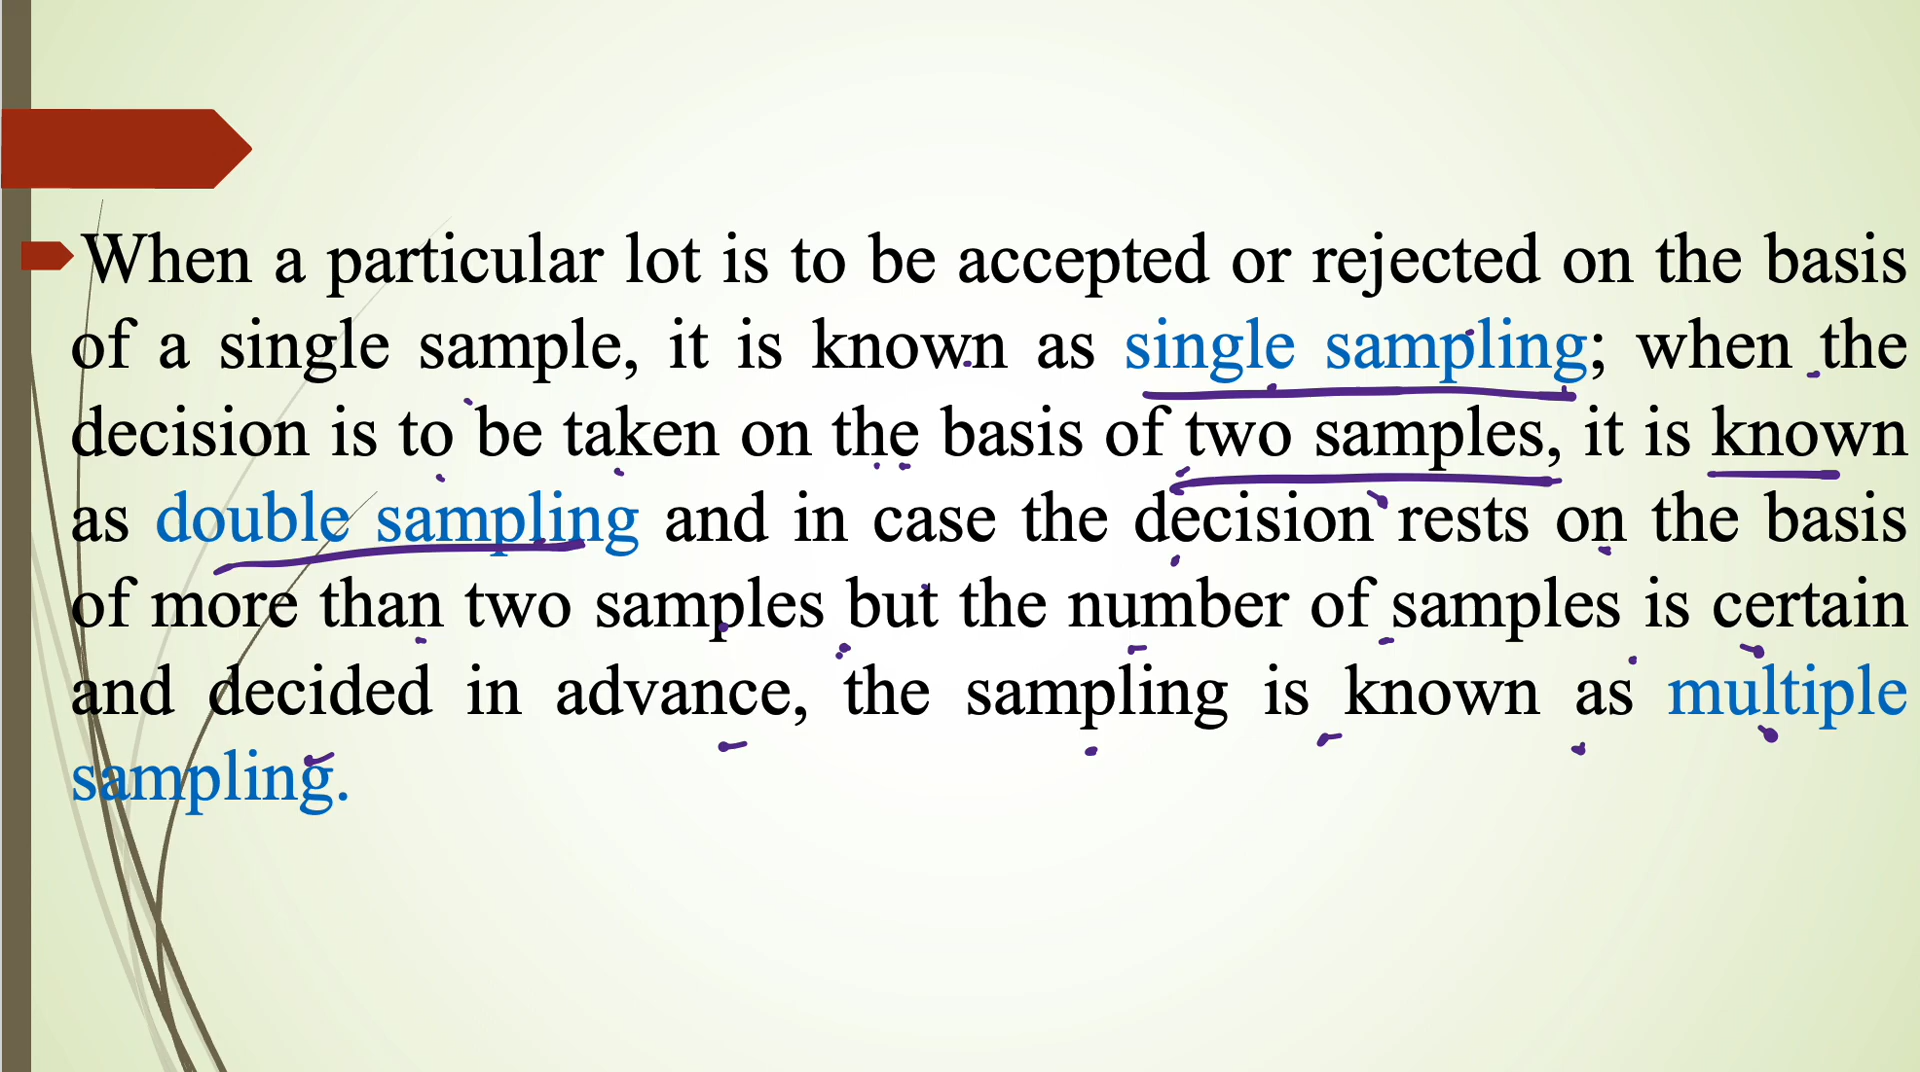 When a particular lot is to be accepted or rejected on the basis
of a single sample, it is known as single sampling; when the
decision is to be taken on the basis of two samples, it is known
as double sampling and in case the decision rests on the basis
of more than two samples but the number of samples is certain
and decided in advance, the sampling is known as multiple
sampling.